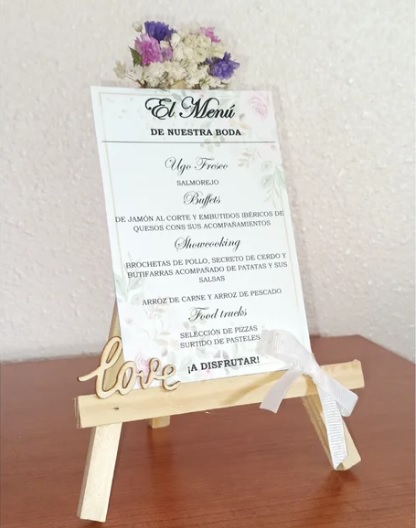 El Menú
DE NUESTRA BODA
Ugo Fresco
SALMOREJO
Buffets
DE JAMÓN AL CORTE Y EMBUTIDOS IBÉRICOS DE
QUESOS CONS SUS ACOMPAÑAMIENTOS
Showcooking
BROCHETAS DE POLLO, SECRETO DE CERDO Y
BUTIFARRAS ACOMPAÑADO DE PATATAS Y SUS
SALSAS
ARROZ DE CARNE Y ARROZ DE PESCADO
Food trucks
SELECCIÓN DE PIZZAS
SURTIDO DE PASTELES
¡A DISFRUTAR!
love